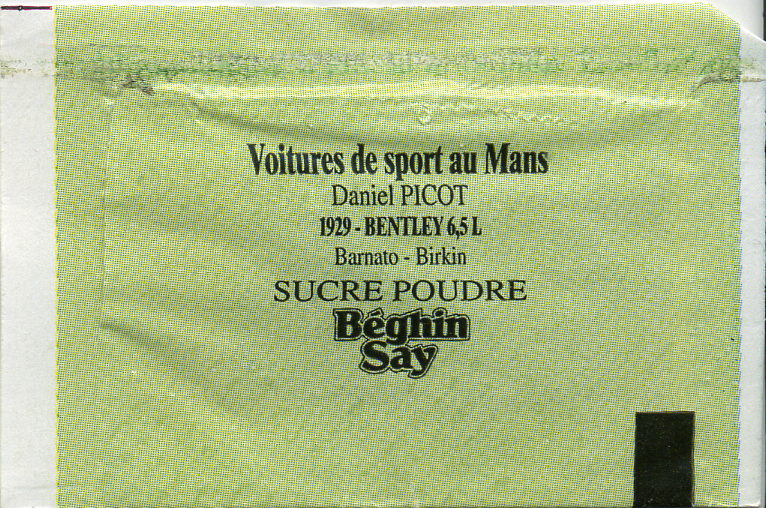 Voitures de sport au Mans
Daniel PICOT
1929 - BENTLEY 6,5 L
Barnato - Birkin
SUCRE POUDRE
Béghin
Say